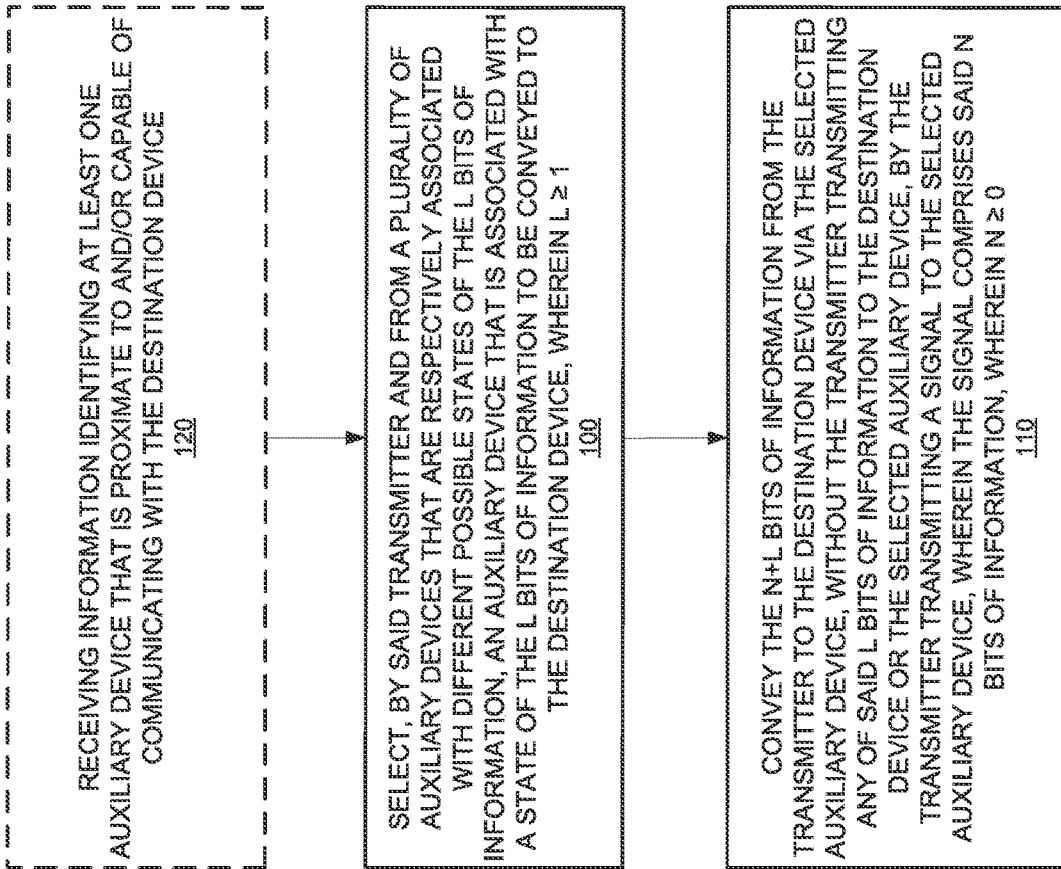 RECEIVING INFORMATION IDENTIFYING AT LEAST ONE
AUXILIARY DEVICE THAT IS PROXIMATE TO AND/OR CAPABLE OF
COMMUNICATING WITH THE DESTINATION DEVICE
120
SELECT, BY SAID TRANSMITTER AND FROM A PLURALITY OF
AUXILIARY DEVICES THAT ARE RESPECTIVELY ASSOCIATED
WITH DIFFERENT POSSIBLE STATES OF THE L BITS OF
INFORMATION, AN AUXILIARY DEVICE THAT IS ASSOCIATED WITH
A STATE OF THE L BITS OF INFORMATION TO BE CONVEYED TO
THE DESTINATION DEVICE, WHEREIN L ≥ 1
100
CONVEY THE N+L BITS OF INFORMATION FROM THE
TRANSMITTER TO THE DESTINATION DEVICE VIA THE SELECTED
AUXILIARY DEVICE, WITHOUT THE TRANSMITTER TRANSMITTING
ANY OF SAID L BITS OF INFORMATION TO THE DESTINATION
DEVICE OR THE SELECTED AUXILIARY DEVICE, BY THE
TRANSMITTER TRANSMITTING A SIGNAL TO THE SELECTED
AUXILIARY DEVICE, WHEREIN THE SIGNAL COMPRISES SAID N
BITS OF INFORMATION, WHEREIN N ≥ 0
110